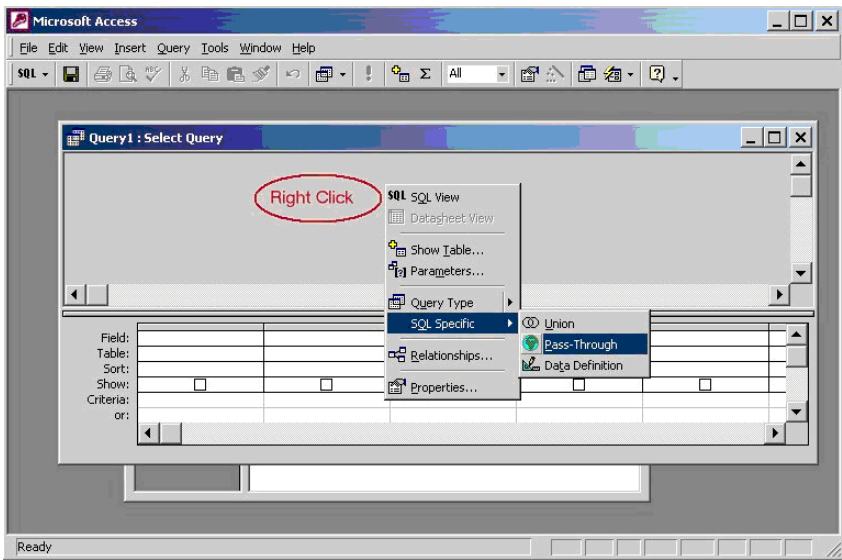 Microsoft Access
File Edit View Insert Query Tools Window Help
SQL All
Query1 : Select Query
Right Click
SQL SQL View
Datasheet View
Show Table...
Parameters...
Query Type
SQL Specific
Union
Pass-Through
Data Definition
Relationships...
Properties...
Field:
Table:
Sort:
Show:
Criteria:
or:
Ready